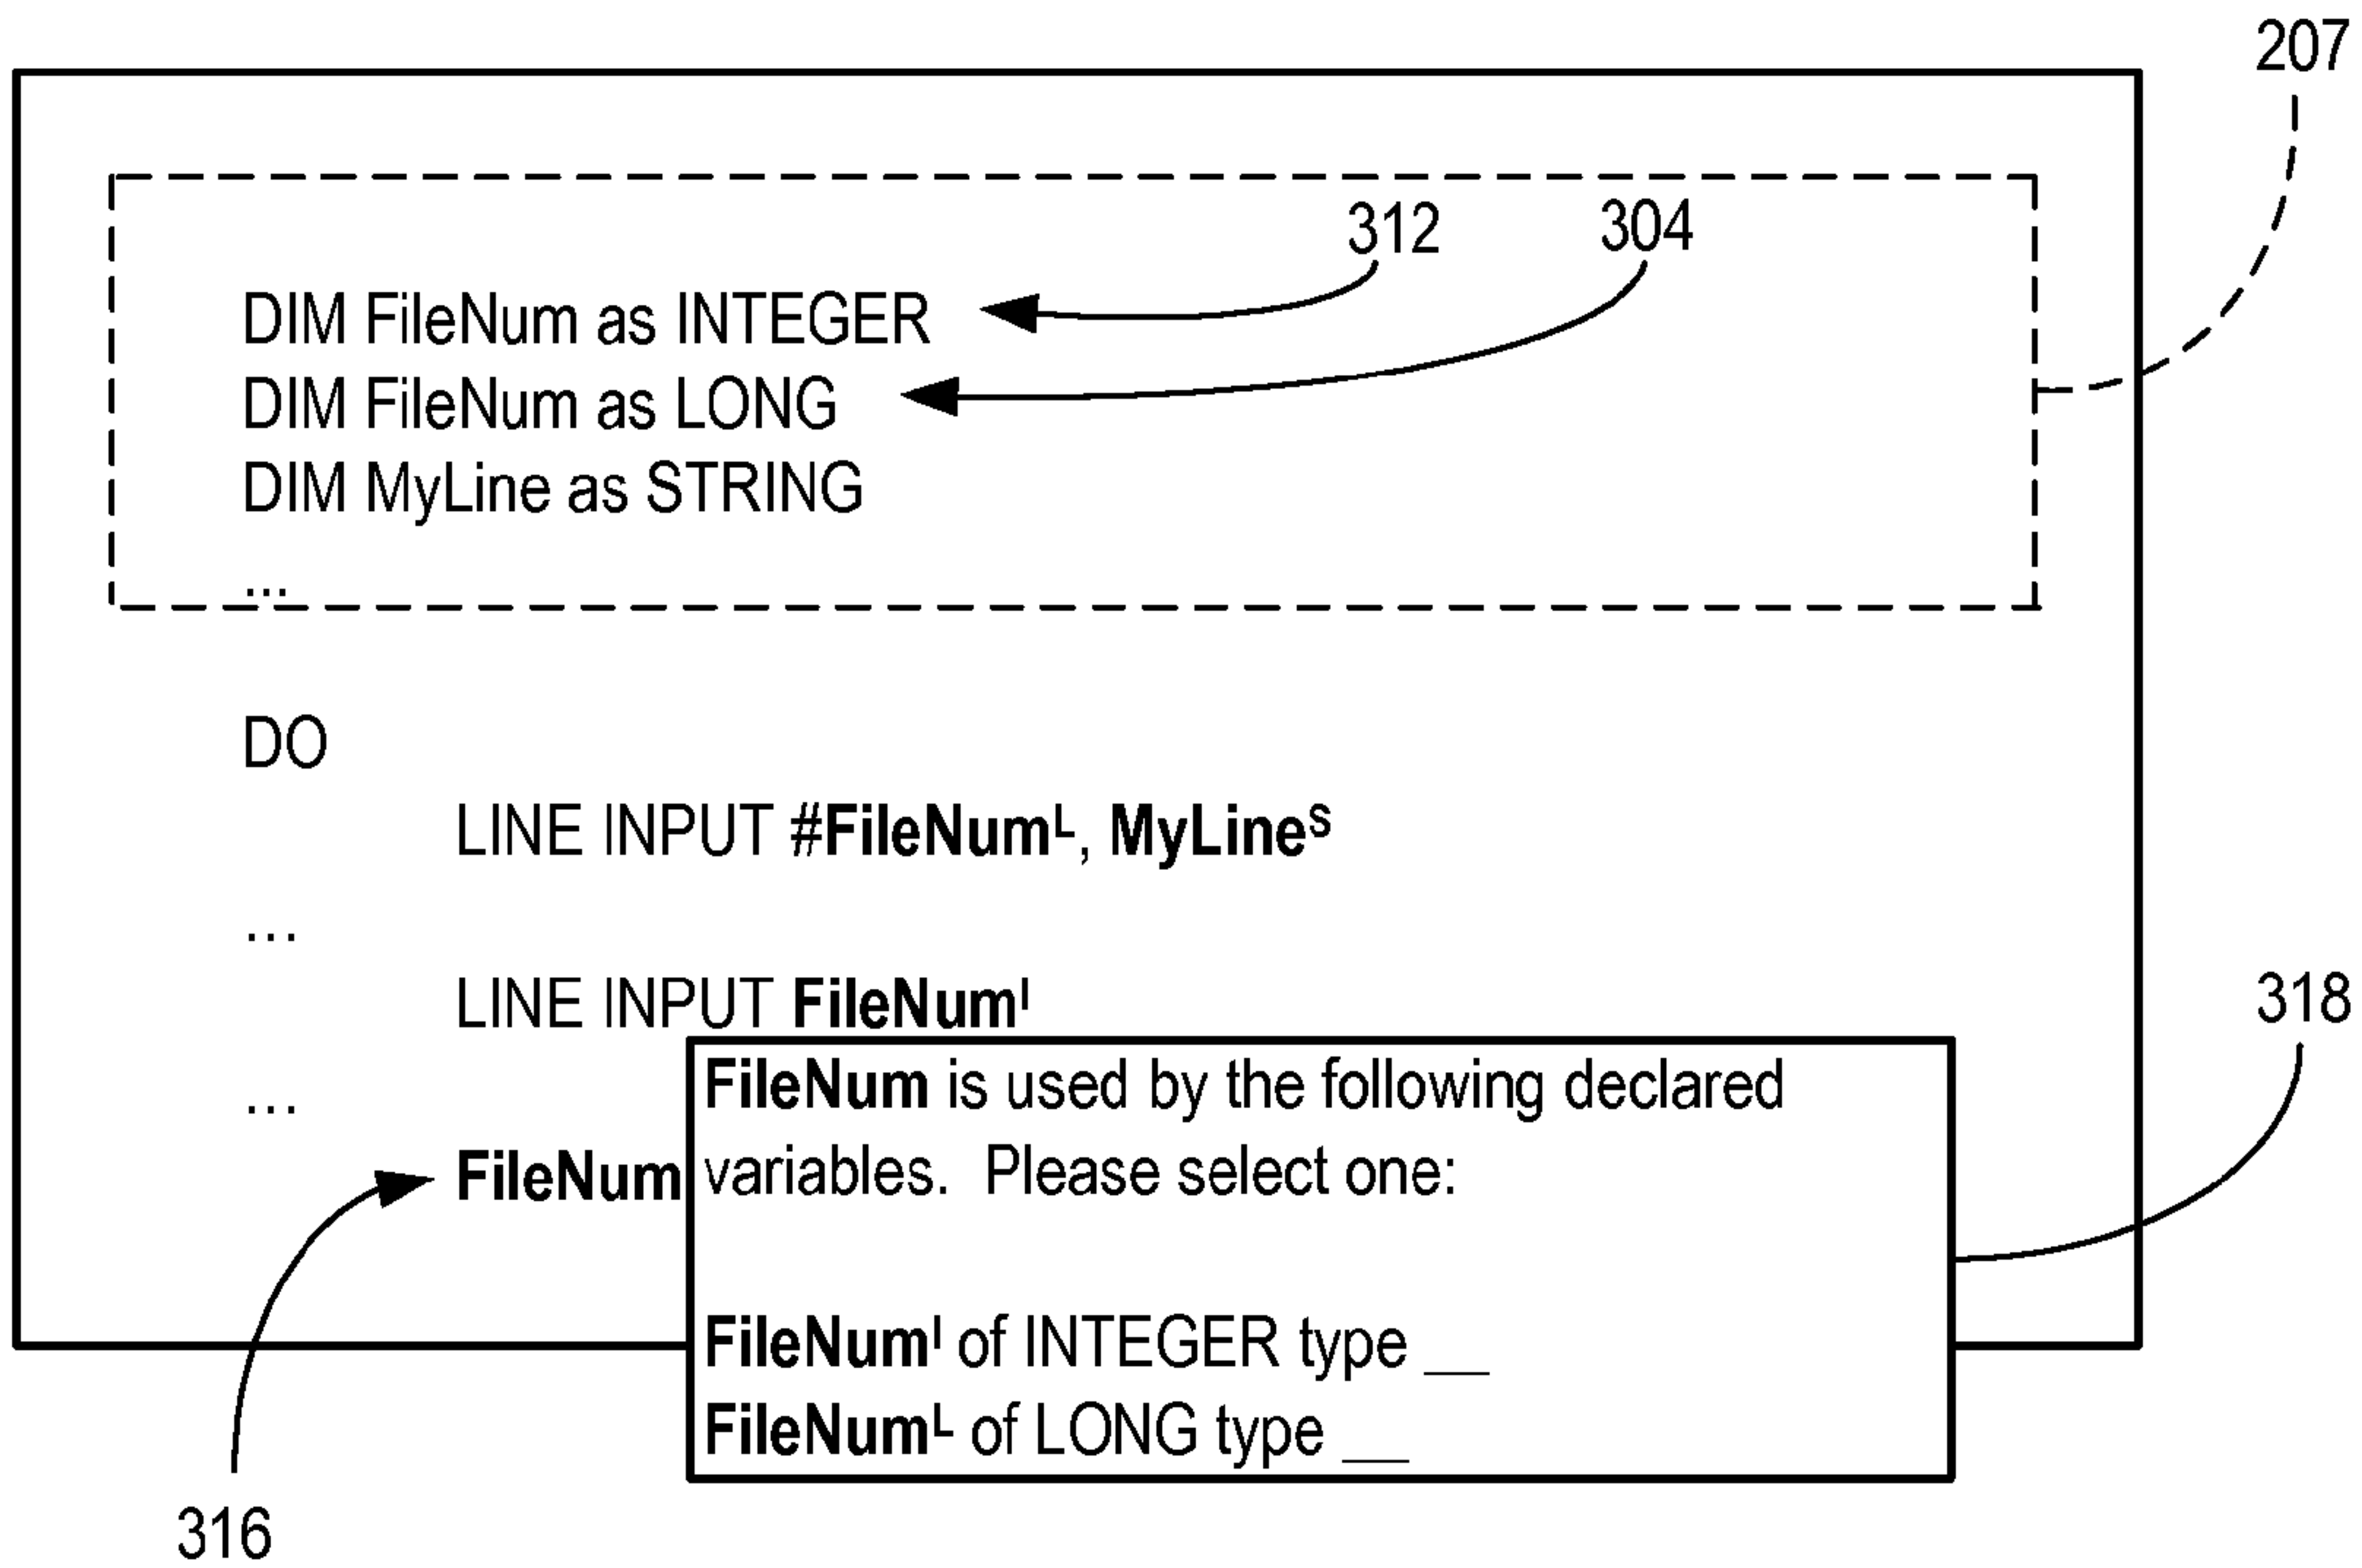 207
312 304
DIM FileNum as INTEGER
DIM FileNum as LONG
DIM MyLine as STRING
...
DO
LINE INPUT #FileNumᴸ, MyLineˢ
...
LINE INPUT FileNumᴵ
318
FileNum is used by the following declared
...
FileNum variables. Please select one:
FileNumᴵ of INTEGER type __
FileNumᴸ of LONG type __
316